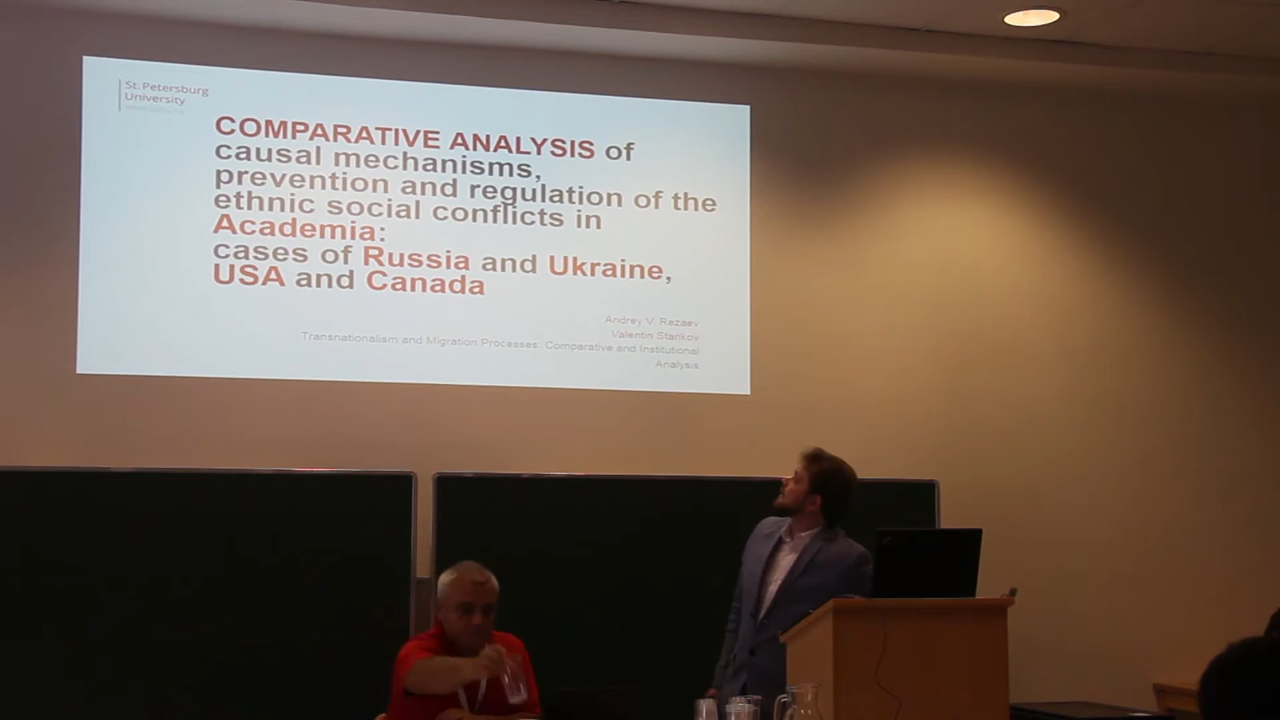 St. Petersburg
University
COMPARATIVE ANALYSIS of
causal mechanisms,
prevention and regulation of the
ethnic social conflicts in
Academia:
cases of Russia and Ukraine,
USA and Canada
Andrey V. Rezaev
Valentin Starikov
Transnationalism and Migration Processes: Comparative and Institutional
Analysis